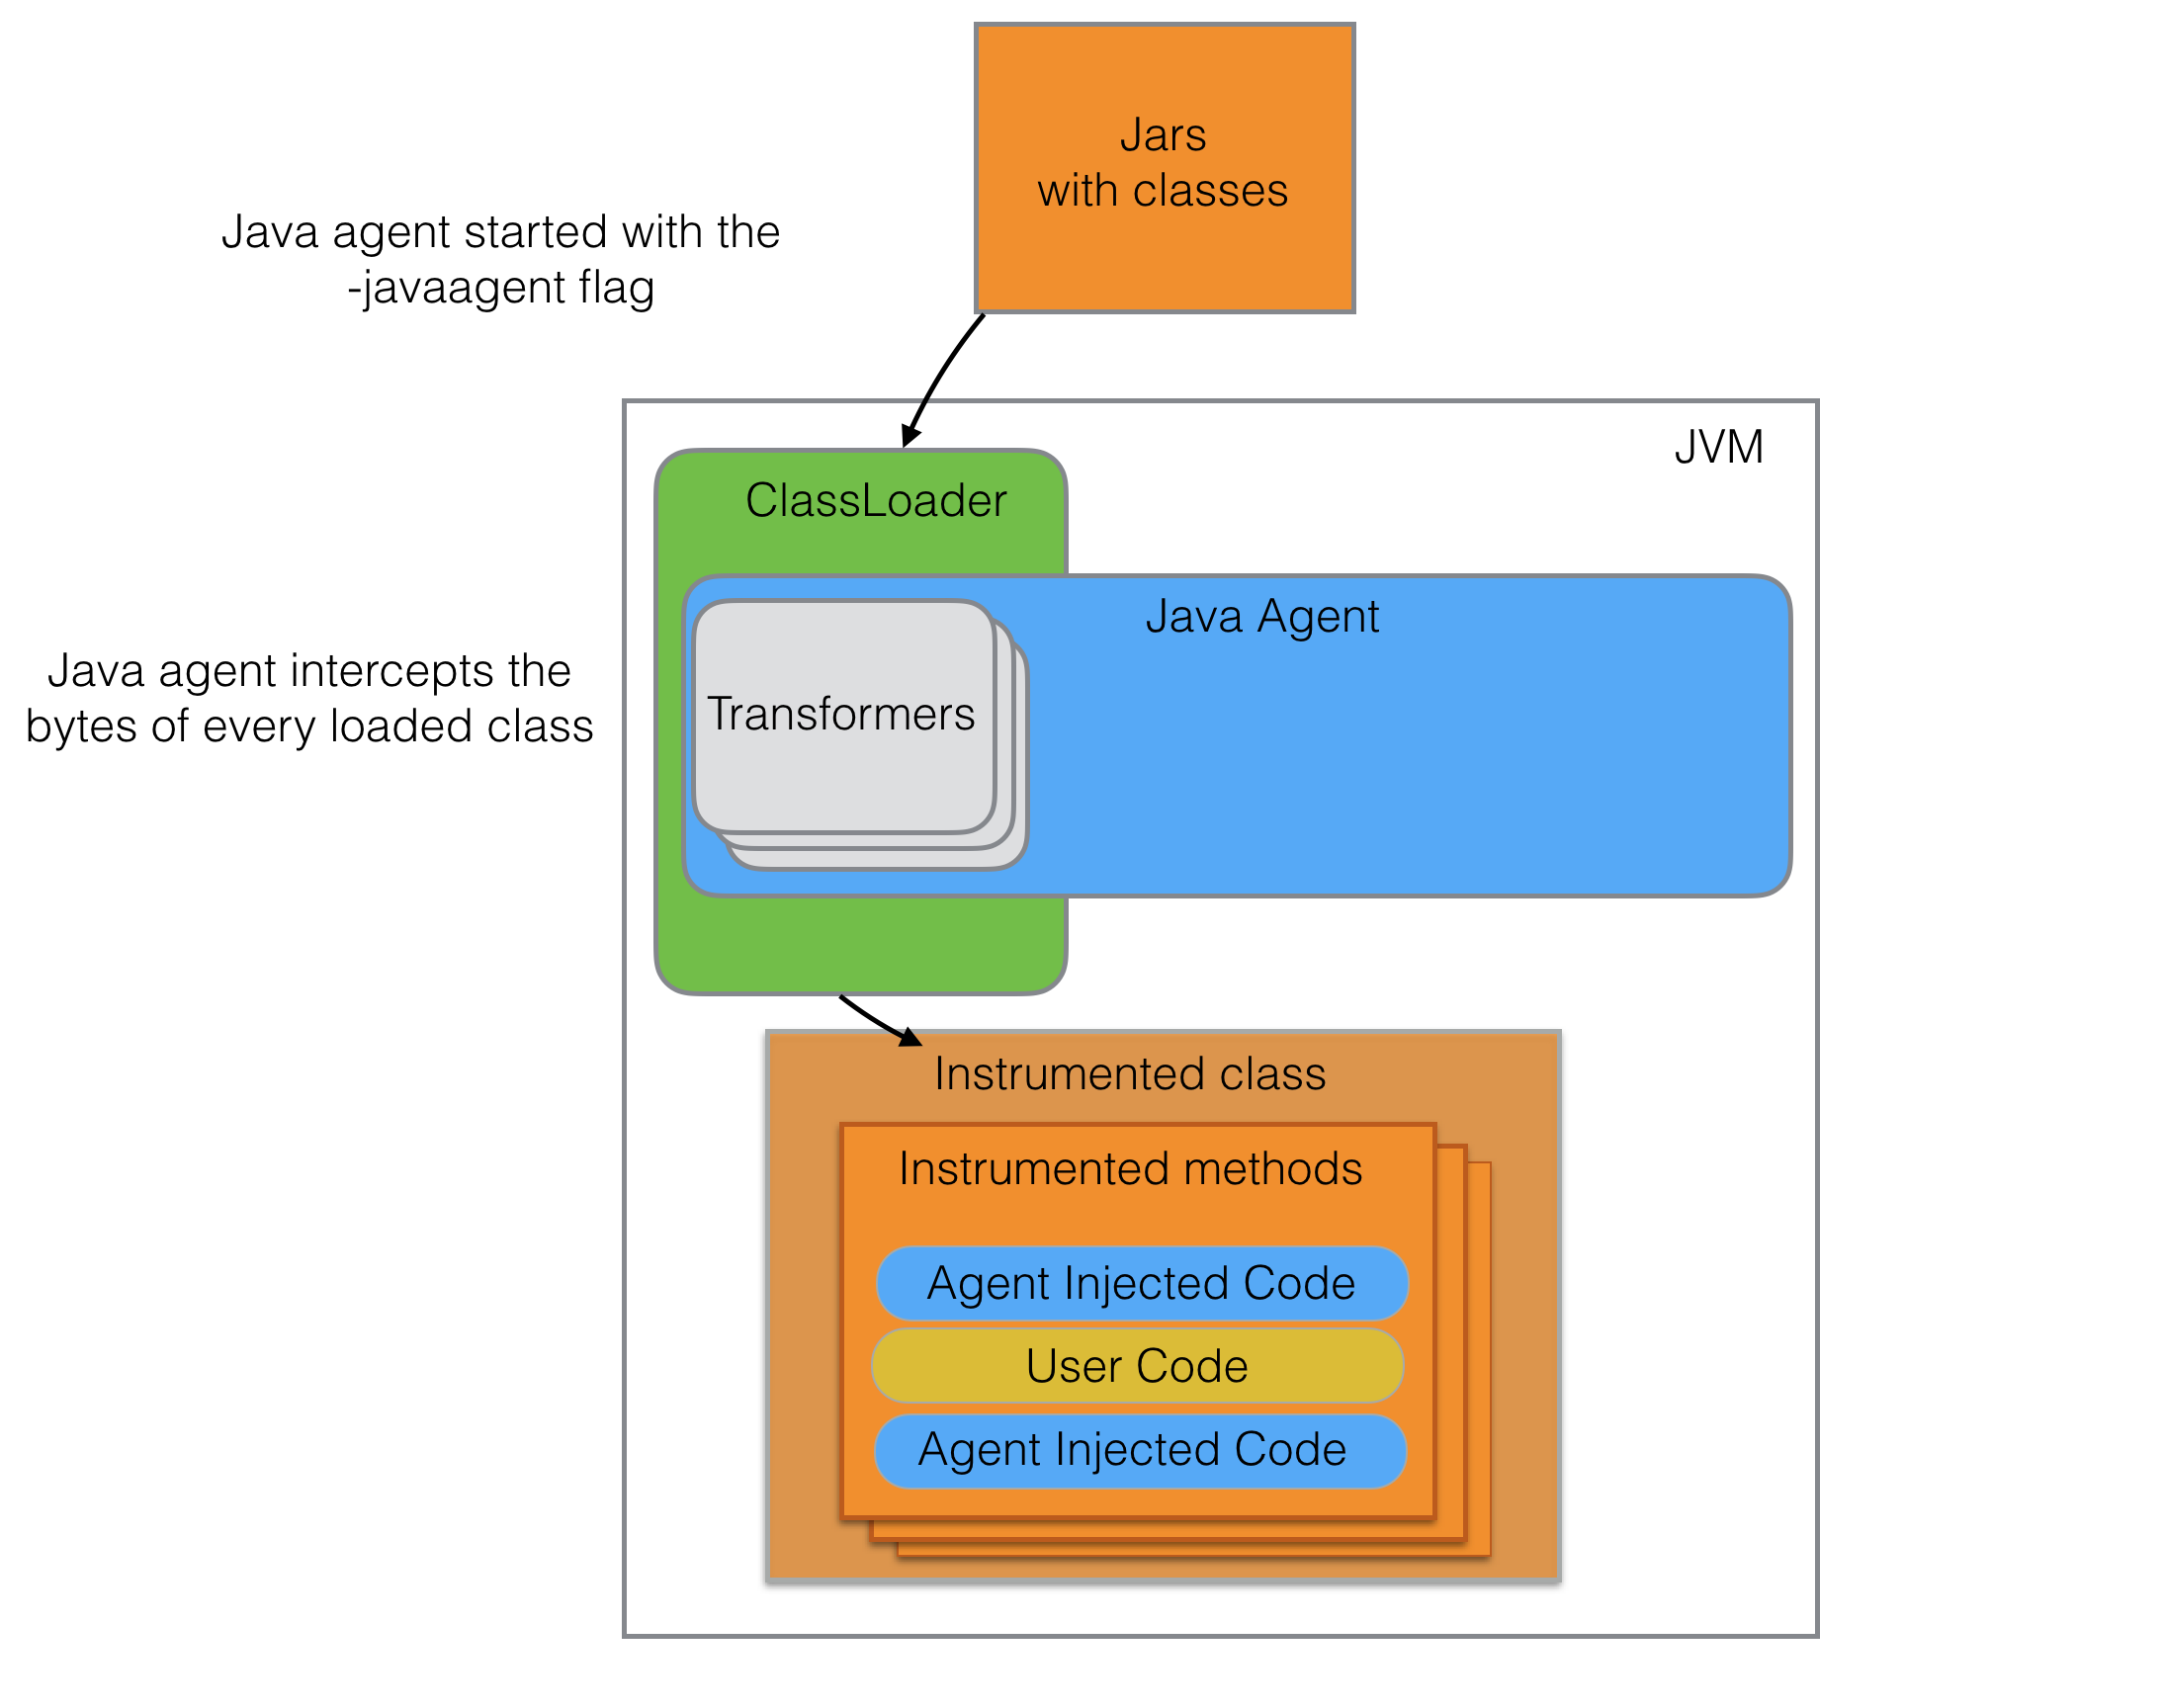 Jars
with classes
Java agent started with the
-javaagent flag
JVM
ClassLoader
Java Agent
Java agent intercepts the
bytes of every loaded class
Transformers
Instrumented class
Instrumented methods
Agent Injected Code
User Code
Agent Injected Code